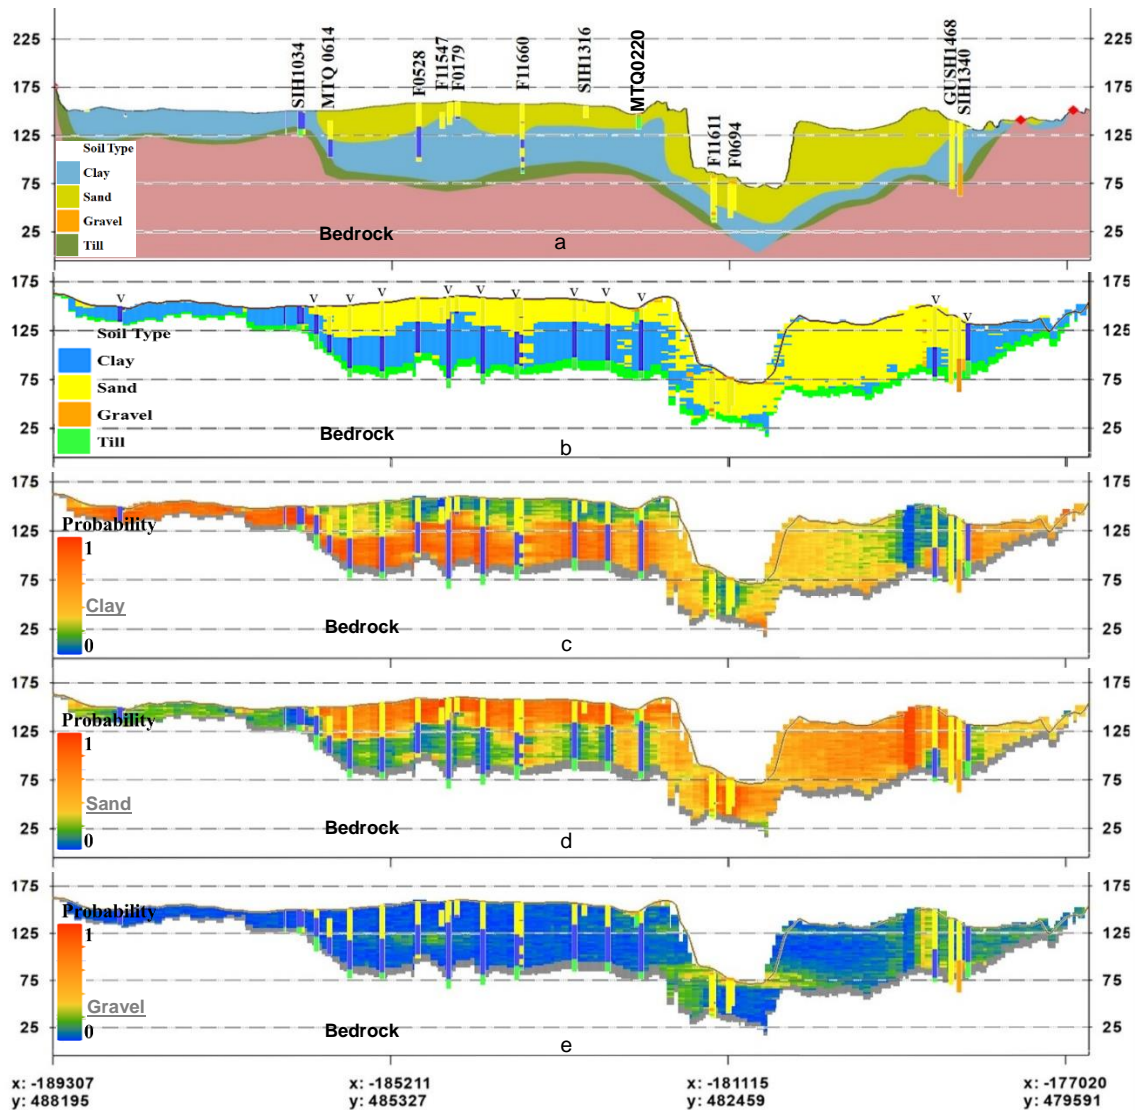 225 225
175 175
125 125
75 75
25 25
SIH1034
MTQ 0614
F0528
F11547
F0179
F11660
SIH1316
MTQ0220
F11611
F0694
GUSH1468
SIH1340
Soil Type
Clay
Sand
Gravel
Till
Bedrock
a
175 175
125 125
75 75
25 25
V V V V V V V V V V V V
Soil Type
Clay
Sand
Gravel
Till
Bedrock
b
175 175
125 125
75 75
25 25
Probability
1
Clay
0
Bedrock
c
175 175
125 125
75 75
25 25
Probability
1
Sand
0
Bedrock
d
175 175
125 125
75 75
25 25
Probability
1
Gravel
0
Bedrock
e
x: -189307 x: -185211 x: -181115 x: -177020
y: 488195 y: 485327 y: 482459 y: 479591